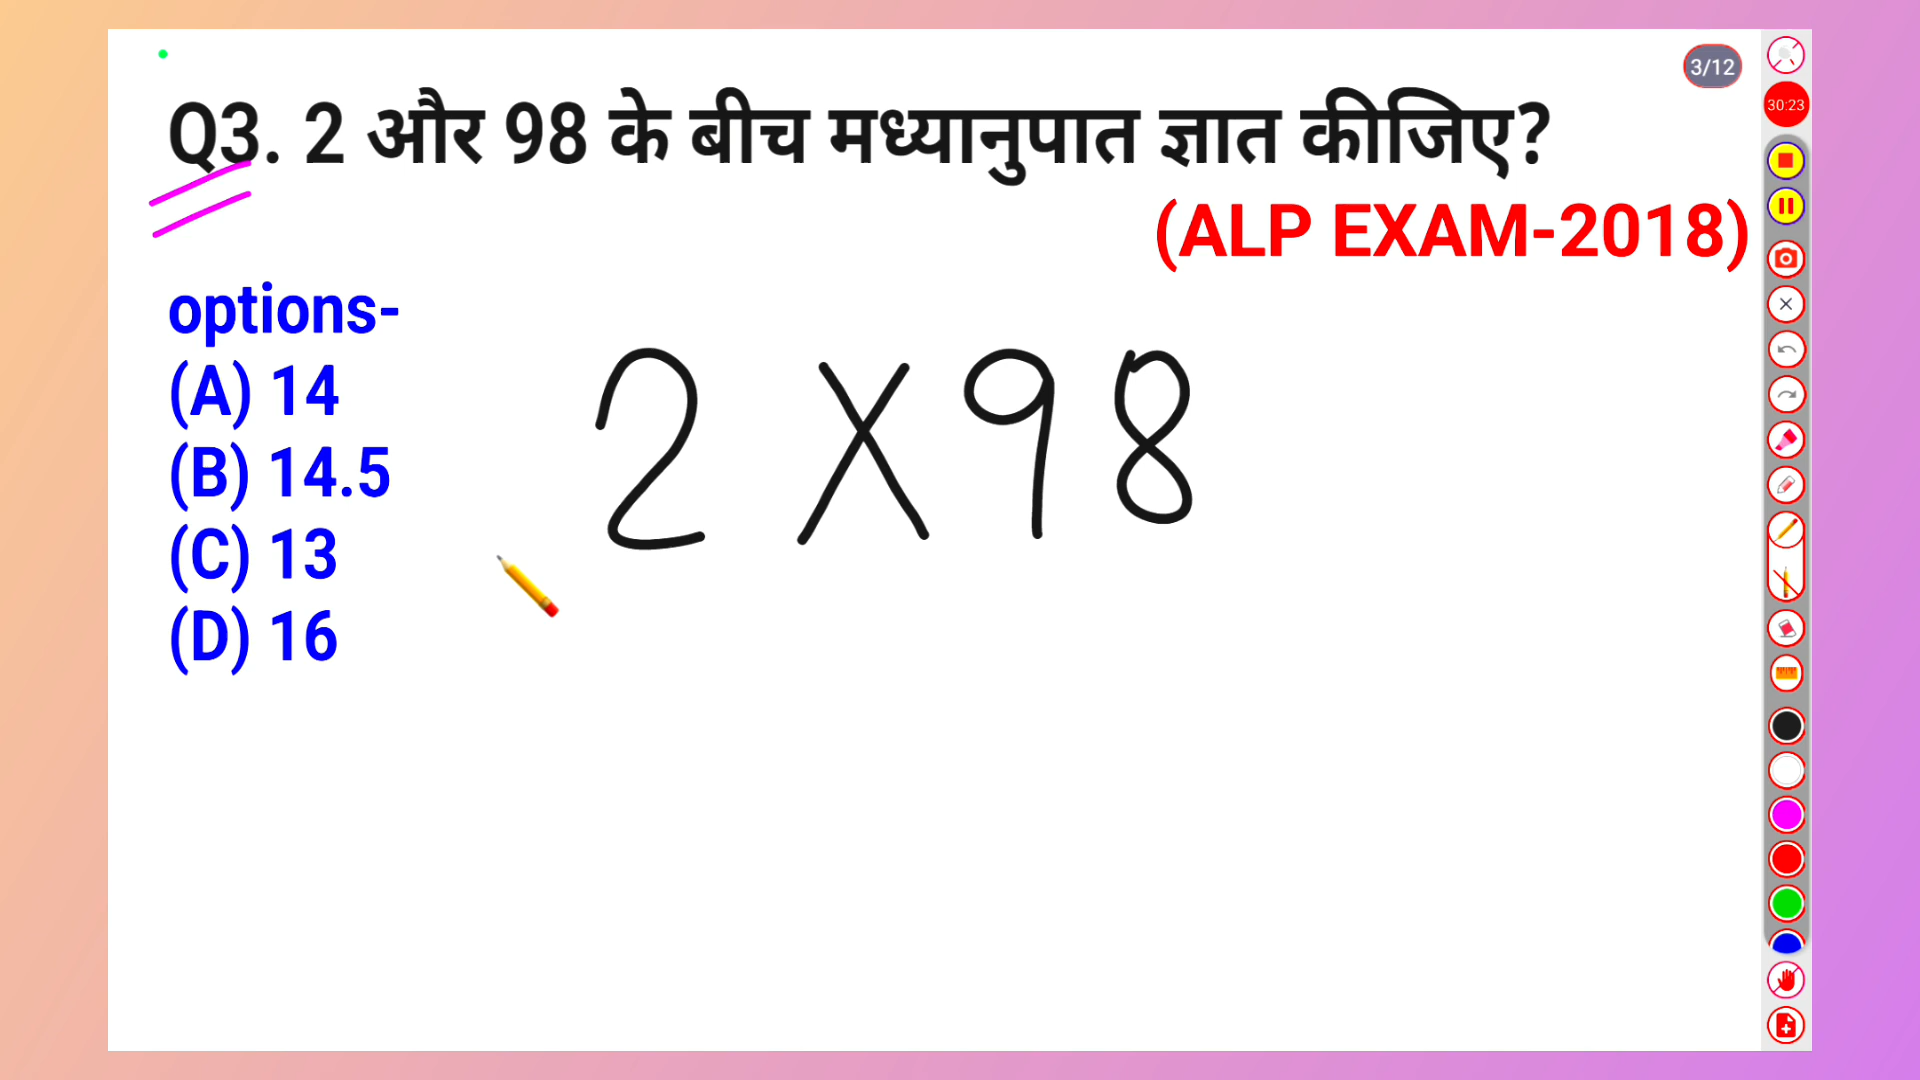 3/12
30:23
Q3. 2 और 98 के बीच मध्यानुपात ज्ञात कीजिए?
(ALP EXAM-2018)
options-
(A) 14
(B) 14.5
(C) 13
(D) 16
2 X 98